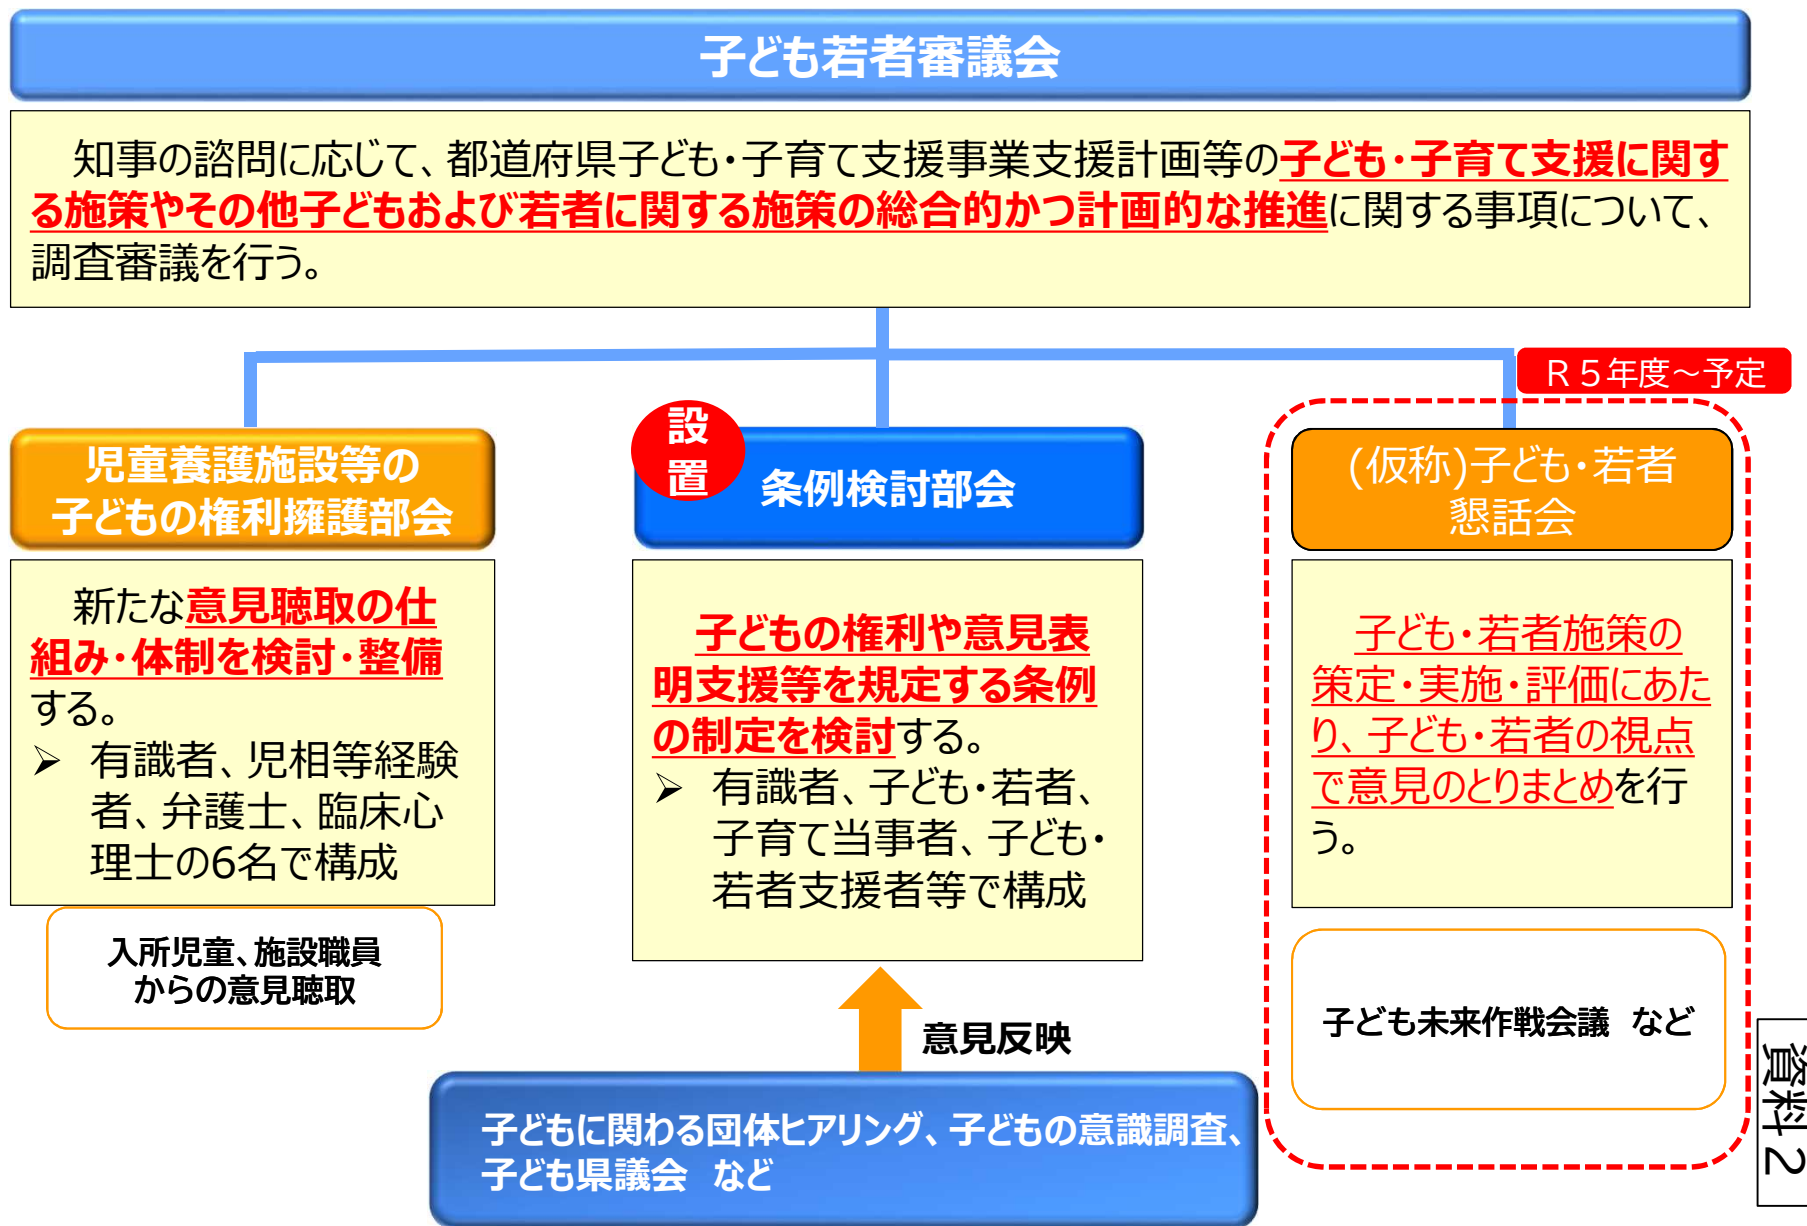 子ども若者審議会
　知事の諮問に応じて、都道府県子ども・子育て支援事業支援計画等の子ども・子育て支援に関す
る施策やその他子どもおよび若者に関する施策の総合的かつ計画的な推進に関する事項について、
調査審議を行う。
児童養護施設等の
子どもの権利擁護部会
　新たな意見聴取の仕
組み・体制を検討・整備
する。
➢ 有識者、児相等経験
者、弁護士、臨床心
理士の6名で構成
入所児童、施設職員
からの意見聴取
設
置
条例検討部会
　子どもの権利や意見表
明支援等を規定する条例
の制定を検討する。
➢ 有識者、子ども・若者、
子育て当事者、子ども・
若者支援者等で構成
意見反映
子どもに関わる団体ヒアリング、子どもの意識調査、
子ども県議会　など
Ｒ５年度～予定
(仮称)子ども・若者
懇話会
　子ども・若者施策の
策定・実施・評価にあた
り、子ども・若者の視点
で意見のとりまとめを行
う。
子ども未来作戦会議　など
資料２